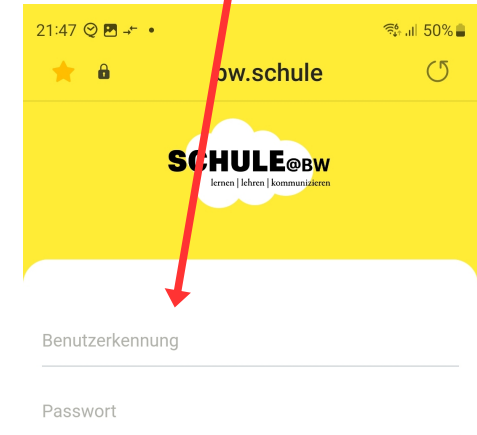 21:47 50%
bw.schule
SCHULE@BW
lernen | lehren | kommunizieren
Benutzerkennung
Passwort